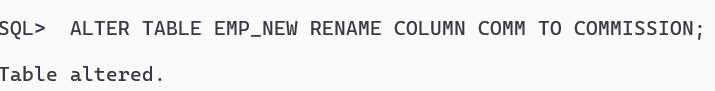 SQL>  ALTER TABLE EMP_NEW RENAME COLUMN COMM TO COMMISSION;
Table altered.